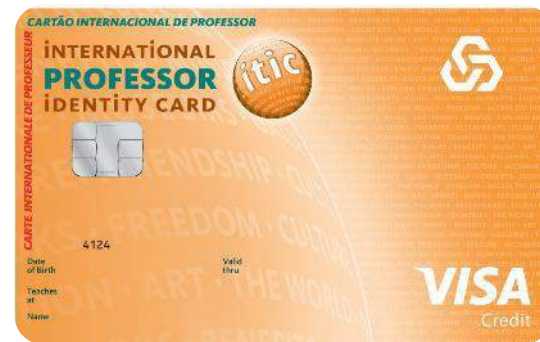 CARTÃO INTERNACIONAL DE PROFESSOR
CARTE INTERNATIONALE DE PROFESSEUR
iNTERNATiONAL
PROFESSOR
iDENTiTY CARD
itic
FRIENDSHIP
FREEDOM · CULTURE
ART · THE WORLD
4124
Date
of Birth
Valid
thru
Teaches
at
Name
VISA
Credit